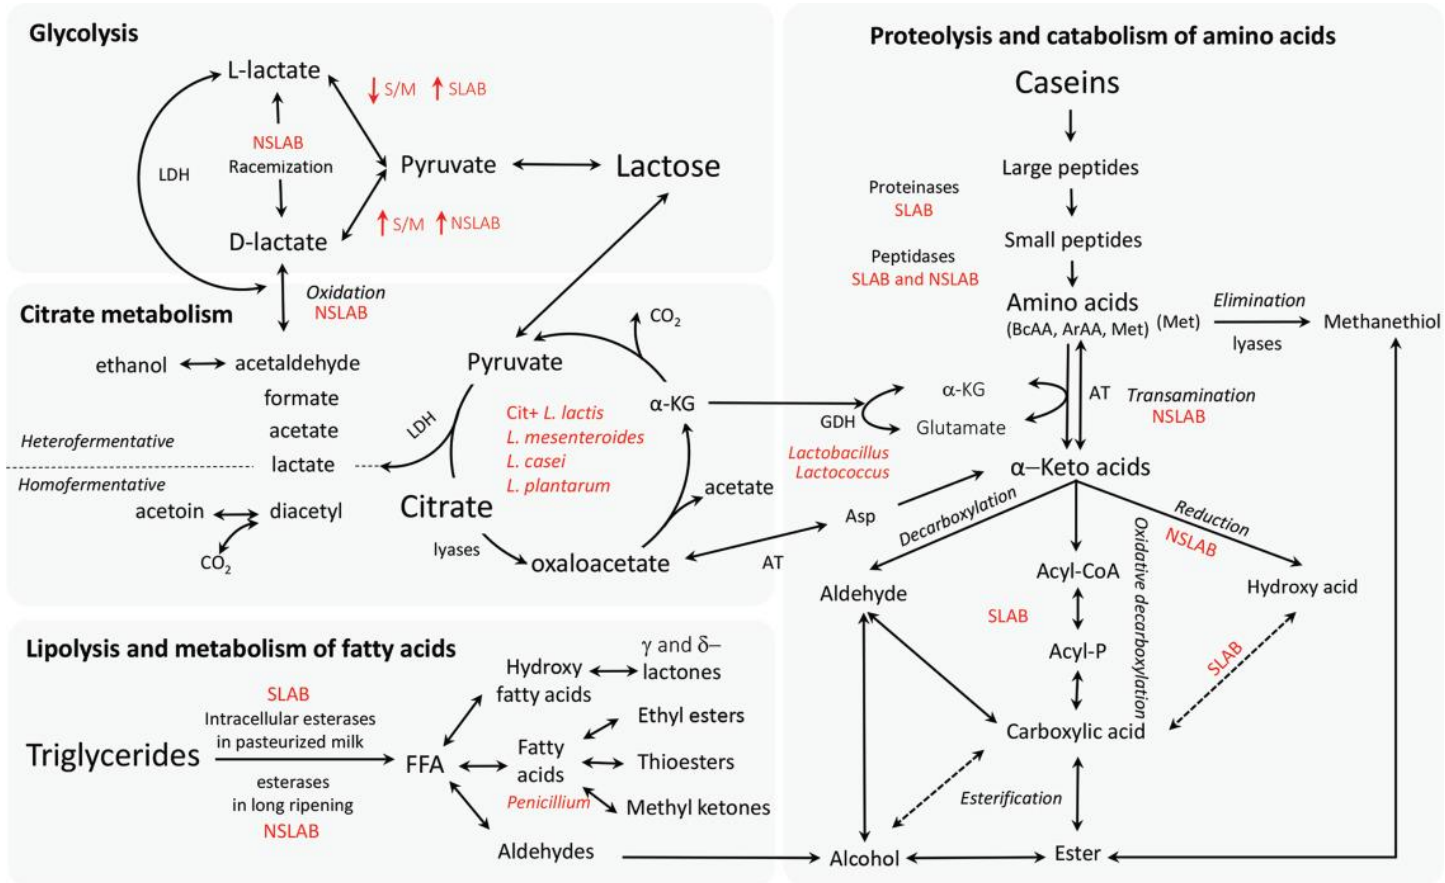 Glycolysis
L-lactate
↓ S/M ↑ SLAB
NSLAB
Racemization
LDH
Pyruvate
Lactose
↑ S/M ↑ NSLAB
D-lactate
Oxidation
NSLAB
Citrate metabolism
ethanol
acetaldehyde
formate
acetate
Heterofermentative
lactate
Homofermentative
acetoin
diacetyl
CO2
Pyruvate
CO2
LDH
α-KG
Cit+ L. lactis
L. mesenteroides
L. casei
L. plantarum
Citrate
acetate
lyases
oxaloacetate
AT
Lipolysis and metabolism of fatty acids
Triglycerides
SLAB
Intracellular esterases
in pasteurized milk
esterases
in long ripening
NSLAB
FFA
Hydroxy
fatty acids
γ and δ–
lactones
Fatty
acids
Penicillium
Ethyl esters
Thioesters
Methyl ketones
Aldehydes
Proteolysis and catabolism of amino acids
Caseins
Large peptides
Proteinases
SLAB
Small peptides
Peptidases
SLAB and NSLAB
Amino acids
(BcAA, ArAA, Met)
(Met)
Elimination
lyases
Methanethiol
α-KG
GDH
Glutamate
AT
Transamination
NSLAB
Lactobacillus
Lactococcus
α–Keto acids
Asp
Decarboxylation
Oxidative decarboxylation
Reduction
NSLAB
Aldehyde
Acyl-CoA
Hydroxy acid
SLAB
Acyl-P
SLAB
Carboxylic acid
Esterification
Alcohol
Ester